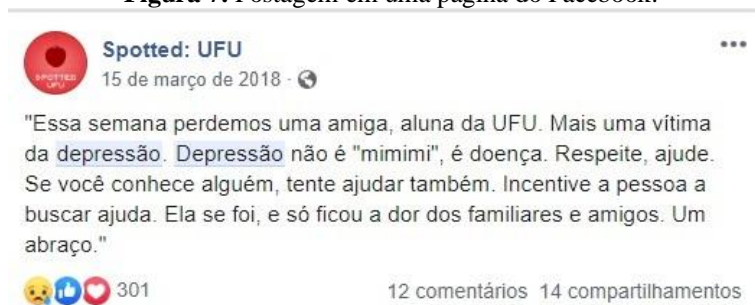 Figura 7. Postagem em uma página do Facebook.
Spotted: UFU
SPOTTED
UFU
15 de março de 2018 ·
"Essa semana perdemos uma amiga, aluna da UFU. Mais uma vítima
da depressão. Depressão não é "mimimi", é doença. Respeite, ajude.
Se você conhece alguém, tente ajudar também. Incentive a pessoa a
buscar ajuda. Ela se foi, e só ficou a dor dos familiares e amigos. Um
abraço."
301 12 comentários 14 compartilhamentos